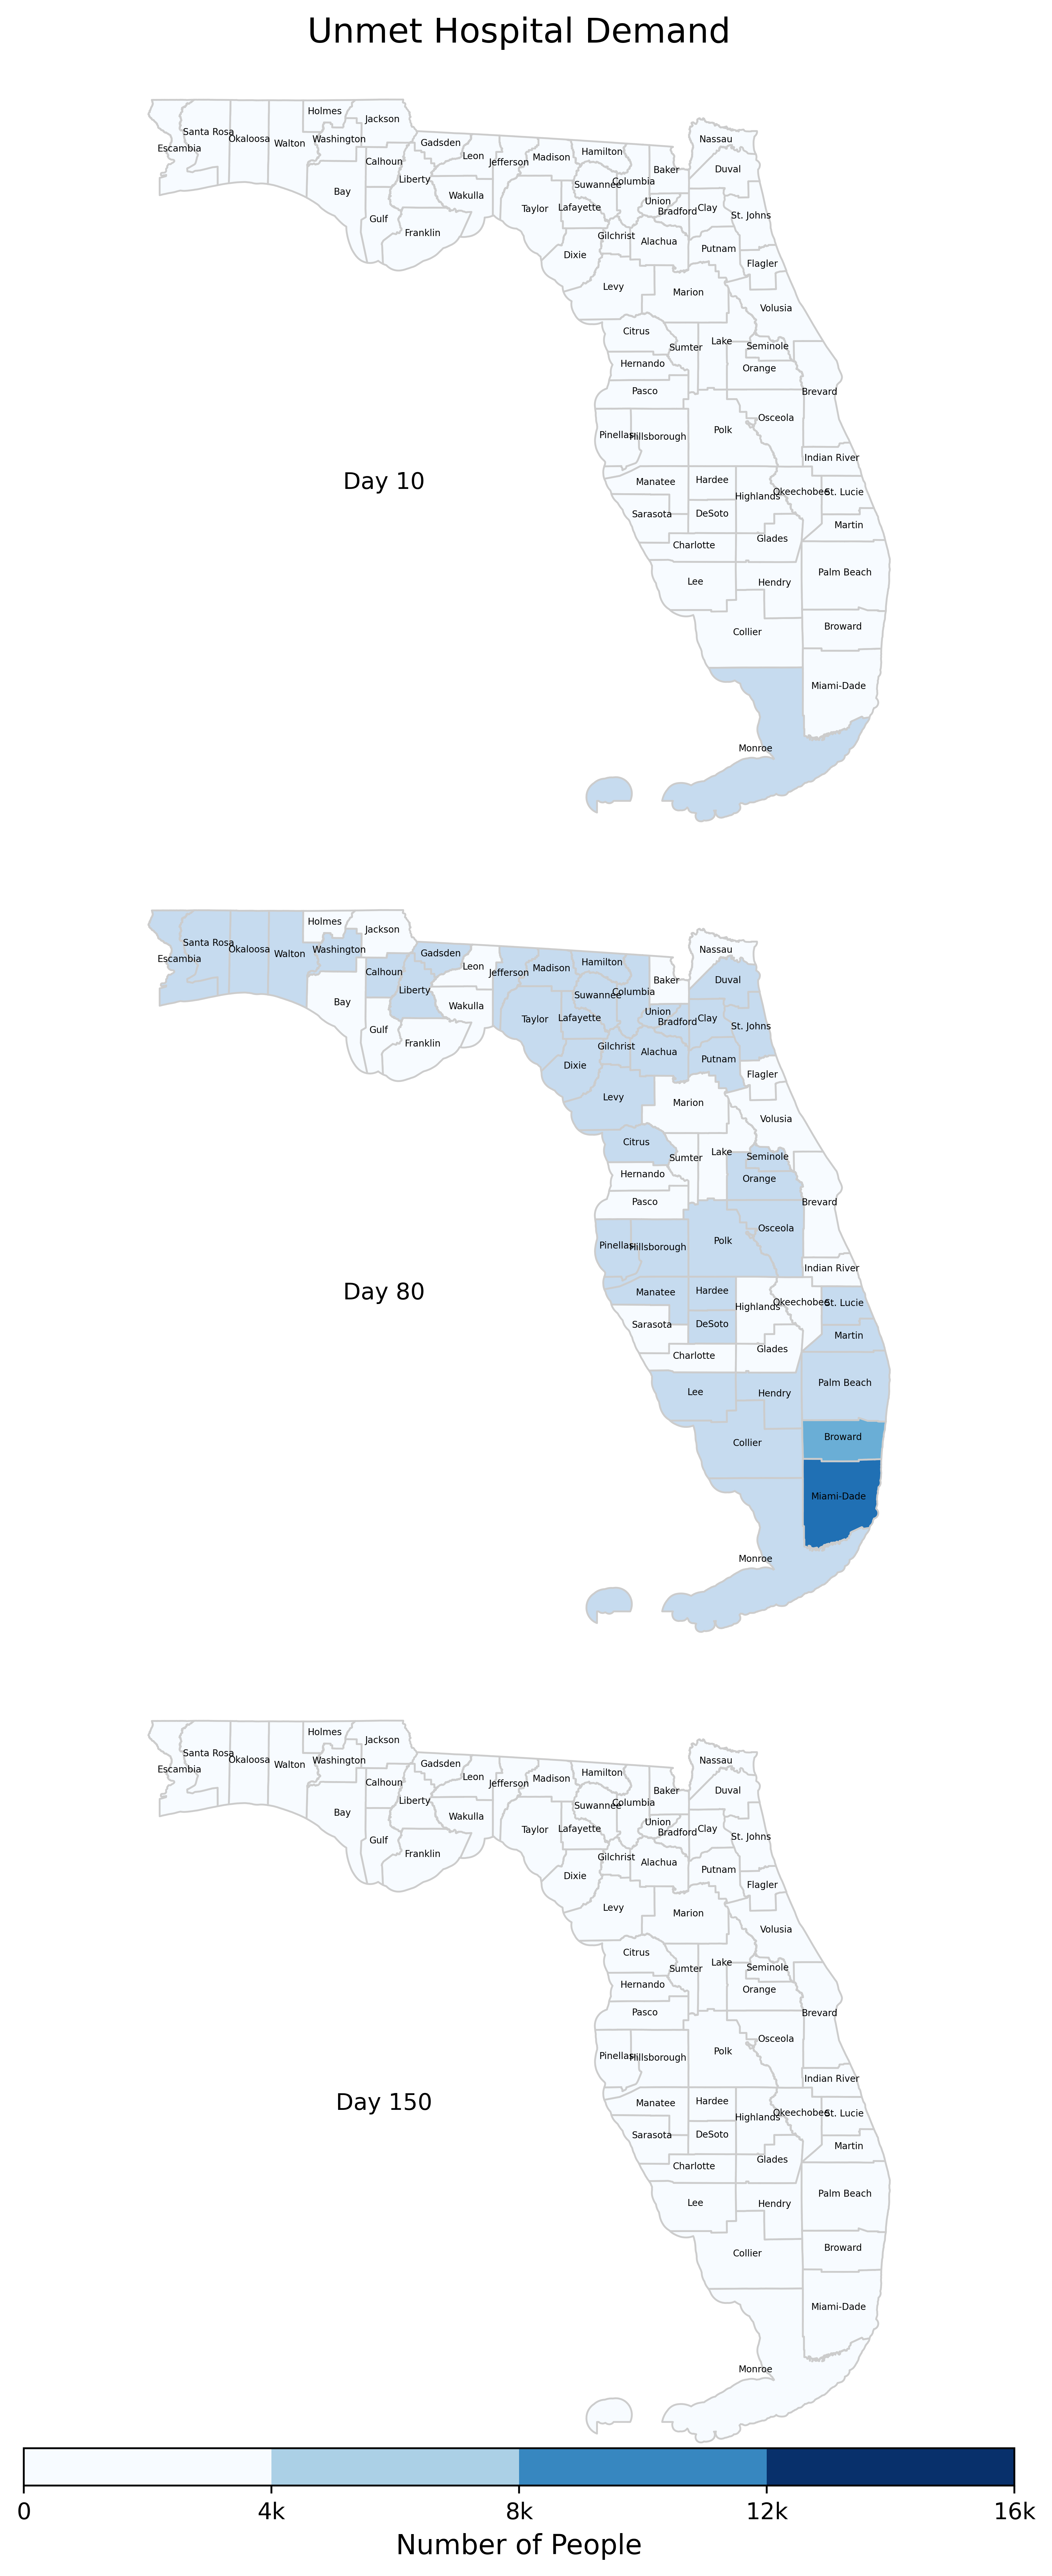 Unmet Hospital Demand
Holmes
Jackson
Santa Rosa
Okaloosa
Walton
Washington
Escambia
Nassau
Gadsden
Leon
Jefferson
Madison
Hamilton
Calhoun
Liberty
Bay
Wakulla
Baker
Duval
Suwannee
Columbia
Taylor
Lafayette
Union
Bradford
Clay
St. Johns
Gulf
Franklin
Gilchrist
Alachua
Putnam
Dixie
Flagler
Levy
Marion
Volusia
Citrus
Sumter
Lake
Seminole
Hernando
Orange
Pasco
Brevard
Osceola
Pinellas
Hillsborough
Polk
Indian River
Day 10
Manatee
Hardee
Highlands
Okeechobee
St. Lucie
Sarasota
DeSoto
Martin
Charlotte
Glades
Lee
Hendry
Palm Beach
Collier
Broward
Miami-Dade
Monroe
Holmes
Jackson
Santa Rosa
Okaloosa
Walton
Washington
Escambia
Nassau
Gadsden
Leon
Jefferson
Madison
Hamilton
Calhoun
Liberty
Bay
Wakulla
Baker
Duval
Suwannee
Columbia
Taylor
Lafayette
Union
Bradford
Clay
St. Johns
Gulf
Franklin
Gilchrist
Alachua
Putnam
Dixie
Flagler
Levy
Marion
Volusia
Citrus
Sumter
Lake
Seminole
Hernando
Orange
Pasco
Brevard
Osceola
Pinellas
Hillsborough
Polk
Indian River
Day 80
Manatee
Hardee
Highlands
Okeechobee
St. Lucie
Sarasota
DeSoto
Martin
Charlotte
Glades
Lee
Hendry
Palm Beach
Collier
Broward
Miami-Dade
Monroe
Holmes
Jackson
Santa Rosa
Okaloosa
Walton
Washington
Escambia
Nassau
Gadsden
Leon
Jefferson
Madison
Hamilton
Calhoun
Liberty
Bay
Wakulla
Baker
Duval
Suwannee
Columbia
Taylor
Lafayette
Union
Bradford
Clay
St. Johns
Gulf
Franklin
Gilchrist
Alachua
Putnam
Dixie
Flagler
Levy
Marion
Volusia
Citrus
Sumter
Lake
Seminole
Hernando
Orange
Pasco
Brevard
Osceola
Pinellas
Hillsborough
Polk
Indian River
Day 150
Manatee
Hardee
Highlands
Okeechobee
St. Lucie
Sarasota
DeSoto
Martin
Charlotte
Glades
Lee
Hendry
Palm Beach
Collier
Broward
Miami-Dade
Monroe
0 4k 8k 12k 16k
Number of People